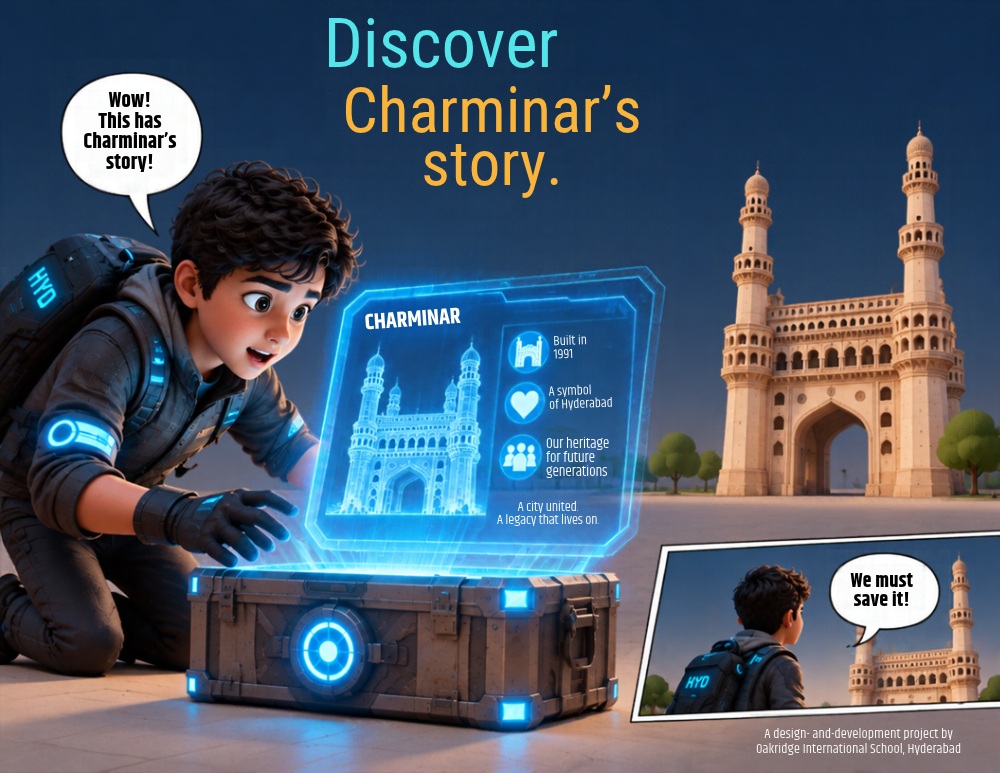 Discover
Charminar’s
story.
Wow!
This has
Charminar’s
story!
HYD
CHARMINAR
Built in
1991
A symbol
of Hyderabad
Our heritage
for future
generations
A city united.
A legacy that lives on.
We must
save it!
HYD
A design- and-development project by
Oakridge International School, Hyderabad